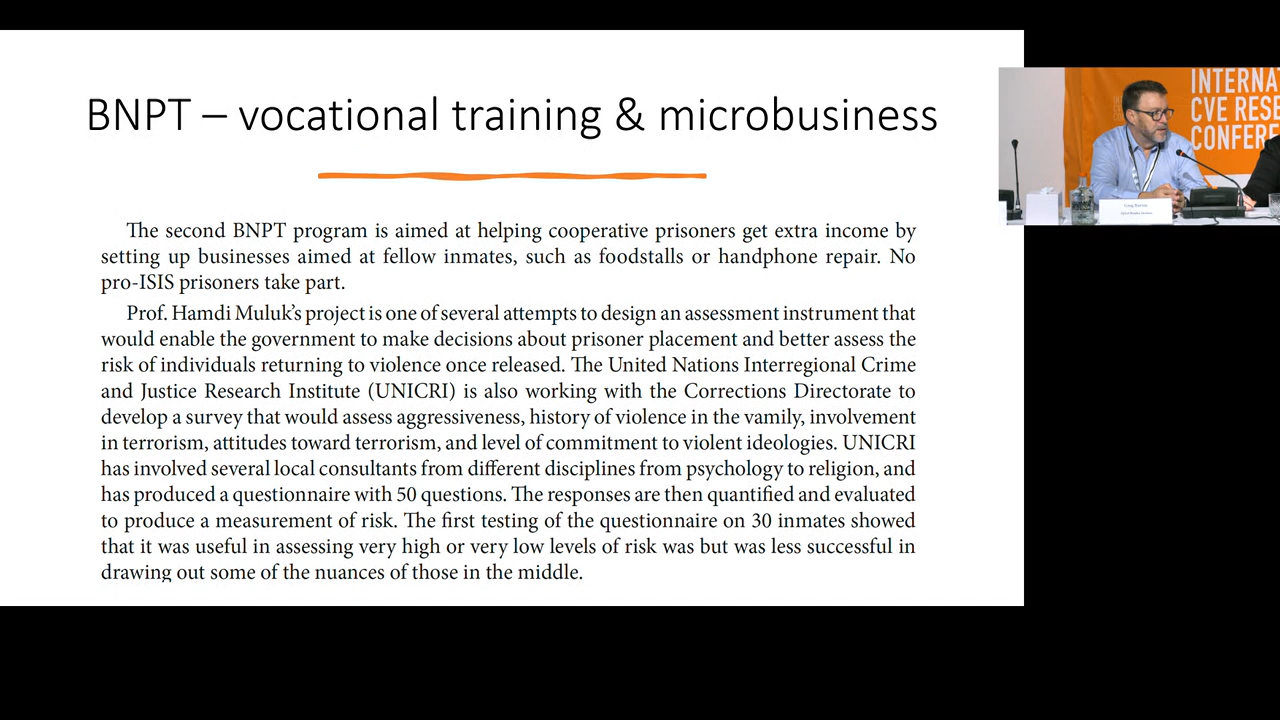 BNPT – vocational training & microbusiness
The second BNPT program is aimed at helping cooperative prisoners get extra income by
setting up businesses aimed at fellow inmates, such as foodstalls or handphone repair. No
pro-ISIS prisoners take part.
Prof. Hamdi Muluk's project is one of several attempts to design an assessment instrument that
would enable the government to make decisions about prisoner placement and better assess the
risk of individuals returning to violence once released. The United Nations Interregional Crime
and Justice Research Institute (UNICRI) is also working with the Corrections Directorate to
develop a survey that would assess aggressiveness, history of violence in the vamily, involvement
in terrorism, attitudes toward terrorism, and level of commitment to violent ideologies. UNICRI
has involved several local consultants from different disciplines from psychology to religion, and
has produced a questionnaire with 50 questions. The responses are then quantified and evaluated
to produce a measurement of risk. The first testing of the questionnaire on 30 inmates showed
that it was useful in assessing very high or very low levels of risk was but was less successful in
drawing out some of the nuances of those in the middle.
INTERNA
CVE RESE
CONFERE